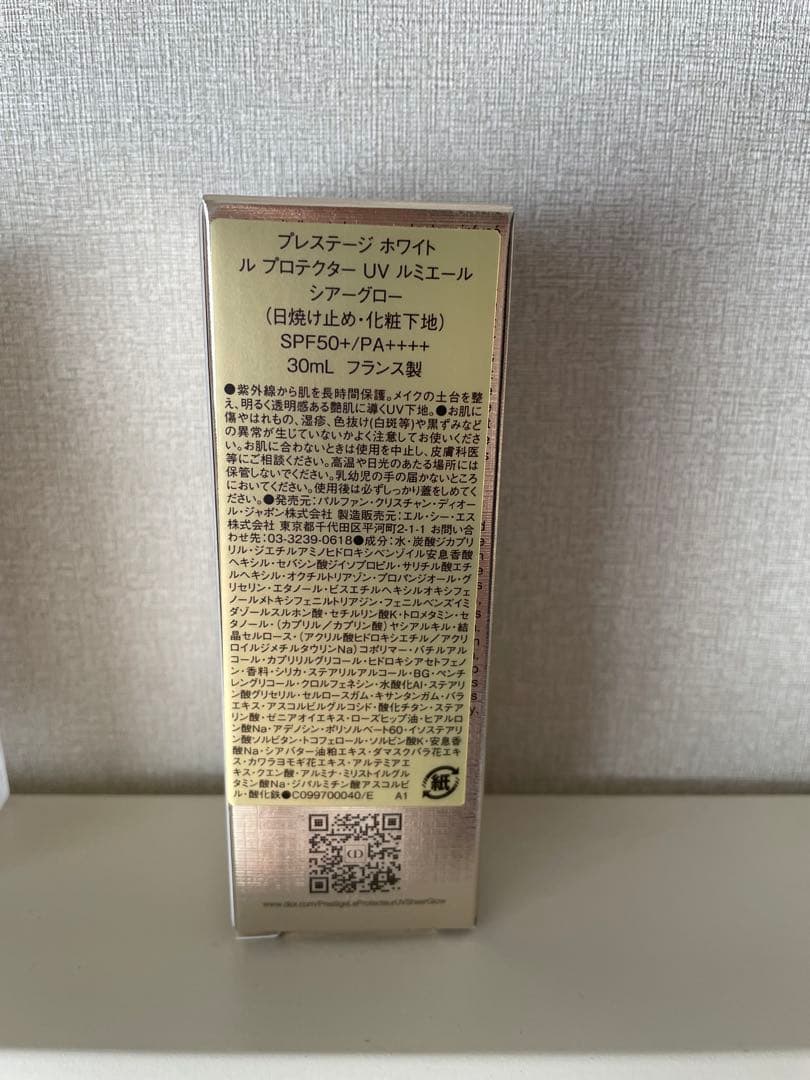 プレステージ ホワイト
ル プロテクター UV ルミエール
シアーグロー
(日焼け止め・化粧下地)
SPF50+/PA++++
30mL フランス製
●紫外線から肌を長時間保護。メイクの土台を整
え、明るく透明感ある艶肌に導くUV下地。●お肌に
傷やはれもの、湿疹、色抜け(白斑等)や黒ずみなど
の異常が生じていないかよく注意してお使いくださ
い。お肌に合わないときは使用を中止し、皮膚科医
等にご相談ください。高温や日光のあたる場所には
保管しないでください。乳幼児の手の届かないところ
においてください。使用後は必ずしっかり蓋をしめてく
ださい。●発売元:パルファン・クリスチャン・ディオー
ル・ジャポン株式会社 製造販売元:エル・シー・エス
株式会社 東京都千代田区平河町2-1-1 お問い合
わせ先:03-3239-0618●成分:水・炭酸ジカプリ
リル・ジエチルアミノヒドロキシベンゾイル安息香酸
ヘキシル・セバシン酸ジイソプロピル・サリチル酸エチ
ルヘキシル・オクチルトリアゾン・プロパンジオール・グ
リセリン・エタノール・ビスエチルヘキシルオキシフェ
ノールメトキシフェニルトリアジン・フェニルベンズイミ
ダゾールスルホン酸・セチルリン酸K・トロメタミン・セ
タノール・(カプリル/カプリン酸)ヤシアルキル・結
晶セルロース・(アクリル酸ヒドロキシエチル/アクリ
ロイルジメチルタウリンNa)コポリマー・バチルアル
コール・カプリリルグリコール・ヒドロキシアセトフェノ
ン・香料・シリカ・ステアリルアルコール・BG・ペンチ
レングリコール・クロルフェネシン・水酸化Al・ステアリ
ン酸グリセリル・セルロースガム・キサンタンガム・バラ
エキス・アスコルビルグルコシド・酸化チタン・ステア
リン酸・ゼニアオイエキス・ローズヒップ油・ヒアルロ
ン酸Na・アデノシン・ポリソルベート60・イソステアリ
ン酸ソルビタン・トコフェロール・ソルビン酸K・安息香
酸Na・シアバター油粕エキス・ダマスクバラ花エキ
ス・カワラヨモギ花エキス・アルテミアエ
キス・クエン酸・アルミナ・ミリストイルグル
タミン酸Na・ジパルミチン酸アスコルビ
ル・酸化鉄●C099700040/E A1
紙
CD
www.dior.com/PrestigeLeProtecteurUVSheerGlow